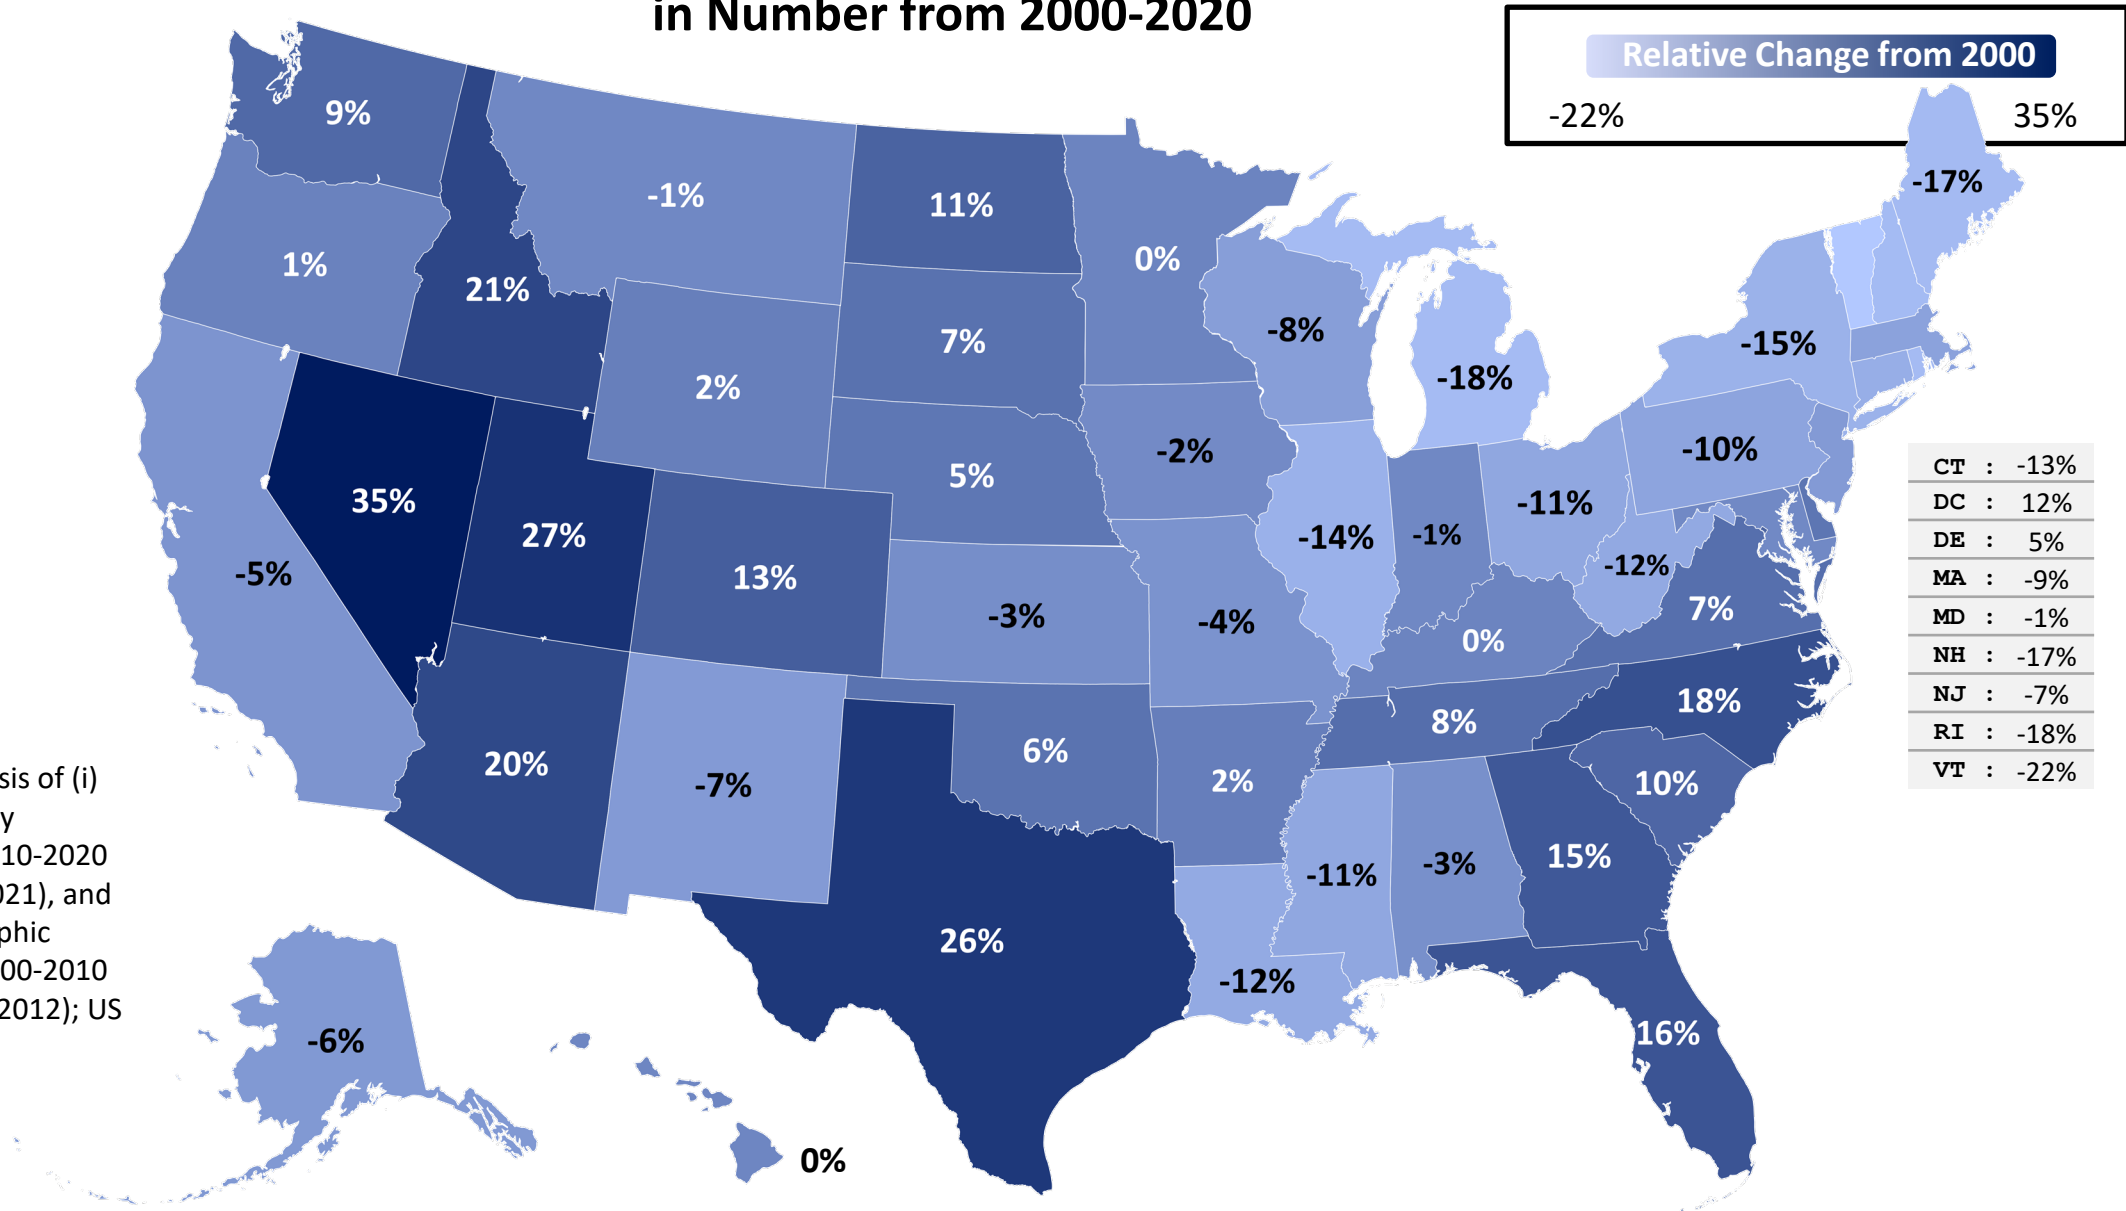 in Number from 2000-2020
Relative Change from 2000
-22% 35%
9%
-1%
11%
0%
-17%
1%
21%
7%
-8%
-15%
2%
-18%
5%
-2%
-10%
35%
27%
-14%
-1%
-11%
-5%
13%
-3%
-4%
-12%
7%
0%
18%
8%
20%
-7%
6%
2%
10%
-11%
-3%
15%
26%
-12%
16%
-6%
0%
CT : -13%
DC : 12%
DE : 5%
MA : -9%
MD : -1%
NH : -17%
NJ : -7%
RI : -18%
VT : -22%
sis of (i)
y
10-2020
021), and
phic
00-2010
2012); US